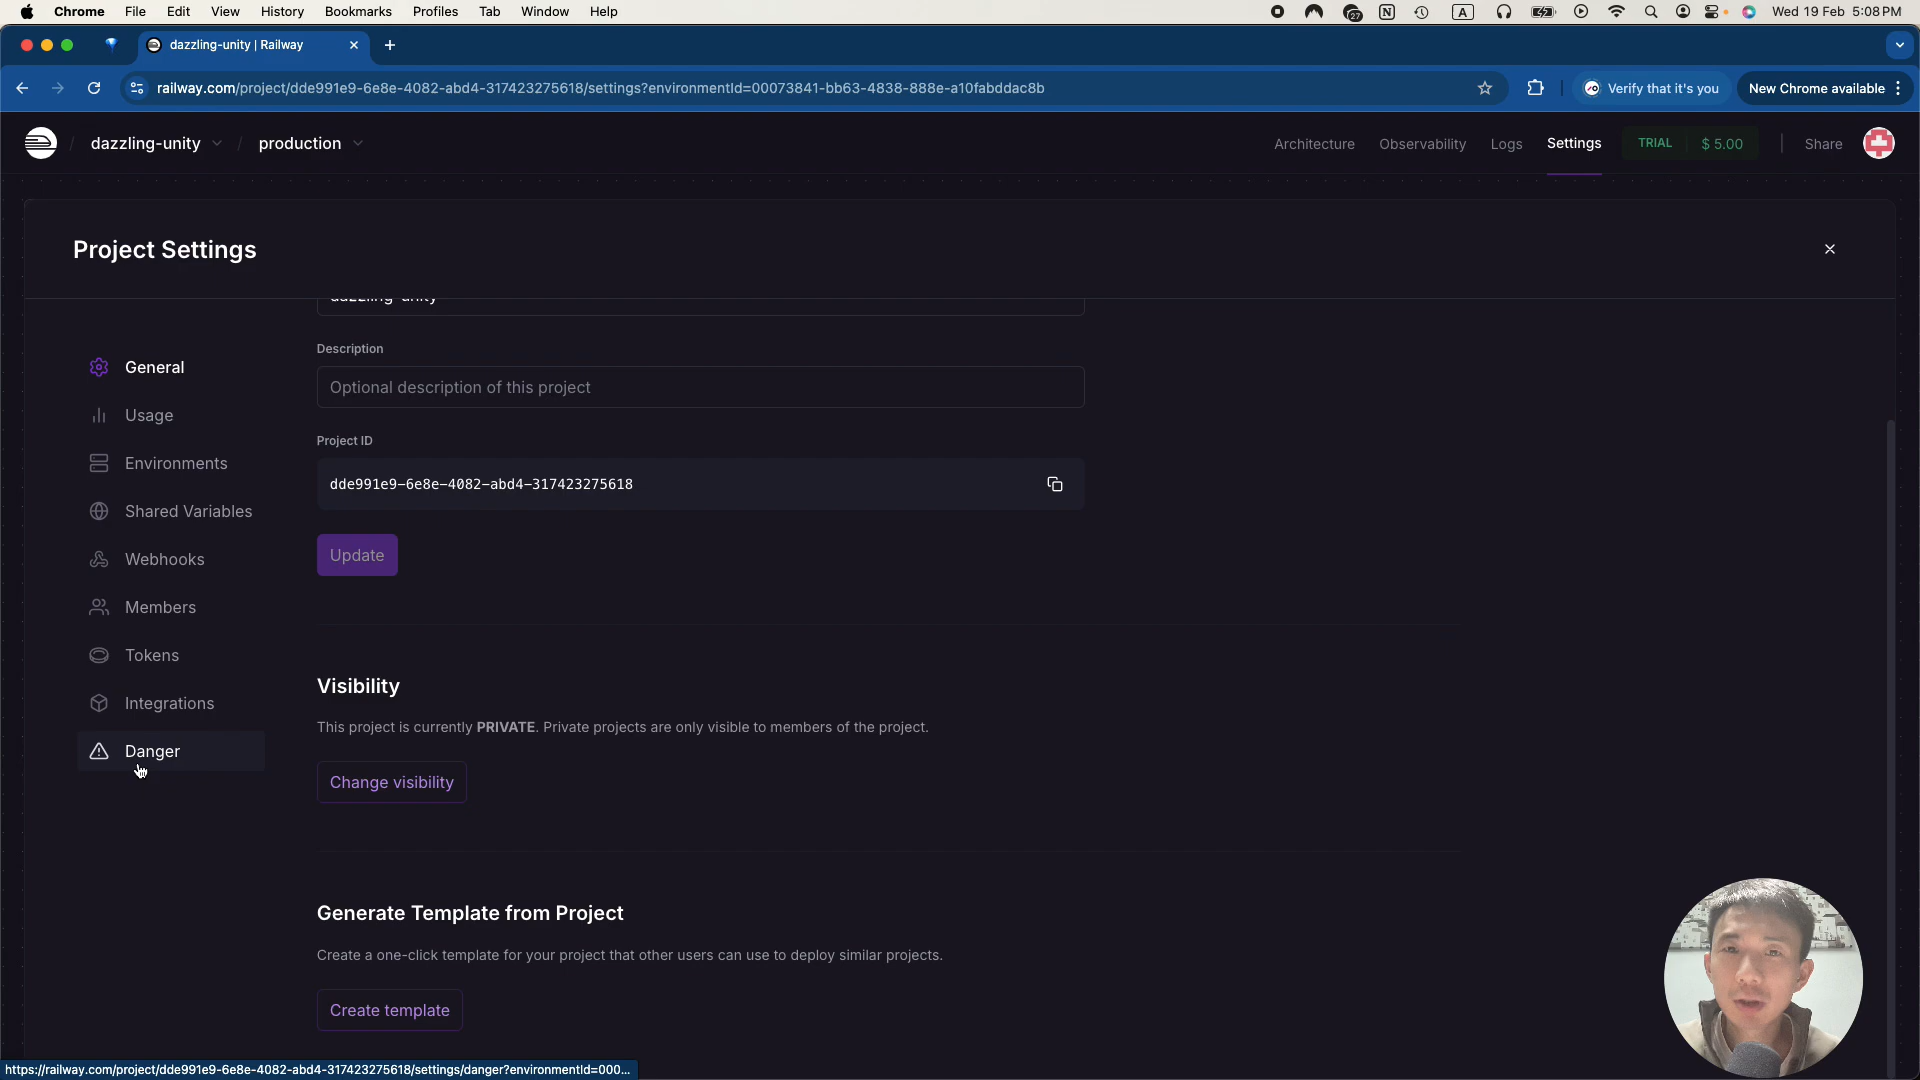 Chrome File Edit View History Bookmarks Profiles Tab Window Help 27 N A Wed 19 Feb 5:08 PM
dazzling-unity | Railway
railway.com/project/dde991e9-6e8e-4082-abd4-317423275618/settings?environmentId=00073841-bb63-4838-888e-a10fabddac8b Verify that it's you New Chrome available
/ dazzling-unity / production Architecture Observability Logs Settings TRIAL $ 5.00 Share
Project Settings
dazzling-unity
Description
General
Optional description of this project
Usage
Project ID
Environments
dde991e9-6e8e-4082-abd4-317423275618
Shared Variables
Update
Webhooks
Members
Tokens
Visibility
Integrations
This project is currently PRIVATE. Private projects are only visible to members of the project.
Danger
Change visibility
Generate Template from Project
Create a one-click template for your project that other users can use to deploy similar projects.
Create template
https://railway.com/project/dde991e9-6e8e-4082-abd4-317423275618/settings/danger?environmentId=000...